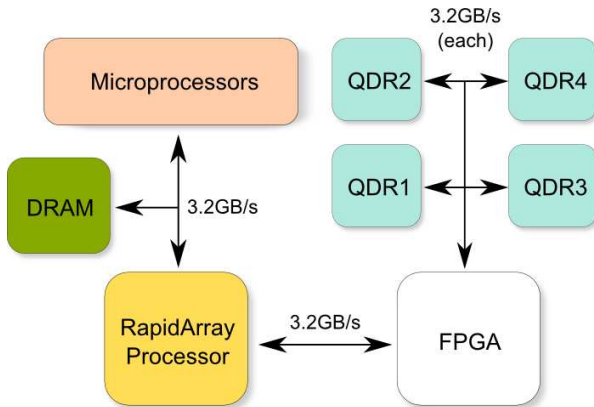 3.2GB/s
(each)
Microprocessors
QDR2
QDR4
QDR1
QDR3
DRAM
3.2GB/s
RapidArray
Processor
3.2GB/s
FPGA